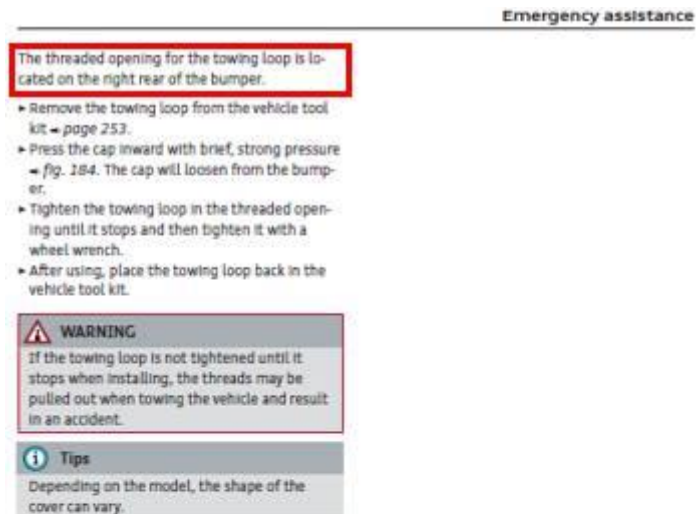 Emergency assistance
The threaded opening for the towing loop is lo-
cated on the right rear of the bumper.
► Remove the towing loop from the vehicle tool
kit ➨ page 253.
► Press the cap inward with brief, strong pressure
➨ fig. 184. The cap will loosen from the bump-
er.
► Tighten the towing loop in the threaded open-
ing until it stops and then tighten it with a
wheel wrench.
► After using, place the towing loop back in the
vehicle tool kit.
WARNING
If the towing loop is not tightened until it
stops when installing, the threads may be
pulled out when towing the vehicle and result
in an accident.
Tips
Depending on the model, the shape of the
cover can vary.